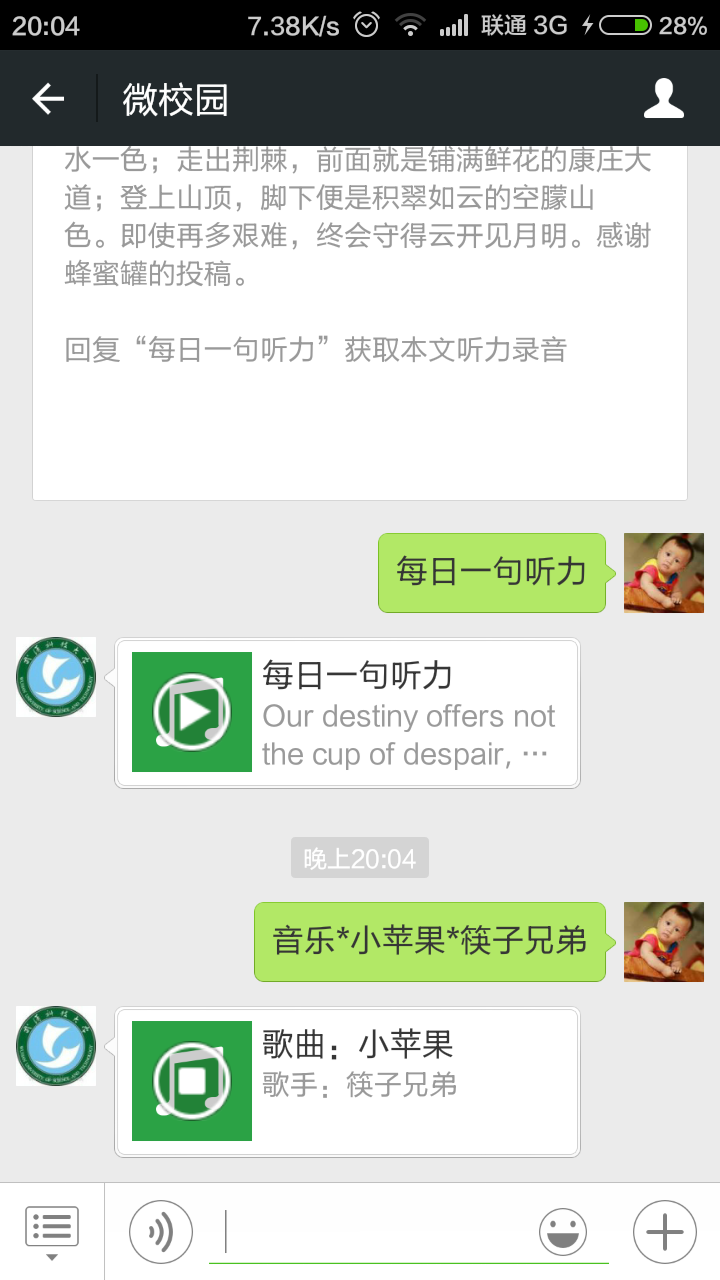 20:04 7.38K/s 联通 3G 28%
微校园
水一色；走出荆棘，前面就是铺满鲜花的康庄大
道；登上山顶，脚下便是积翠如云的空朦山
色。即使再多艰难，终会守得云开见月明。感谢
蜂蜜罐的投稿。
回复“每日一句听力”获取本文听力录音
每日一句听力
每日一句听力
Our destiny offers not
the cup of despair, ···
晚上20:04
音乐*小苹果*筷子兄弟
歌曲：小苹果
歌手：筷子兄弟